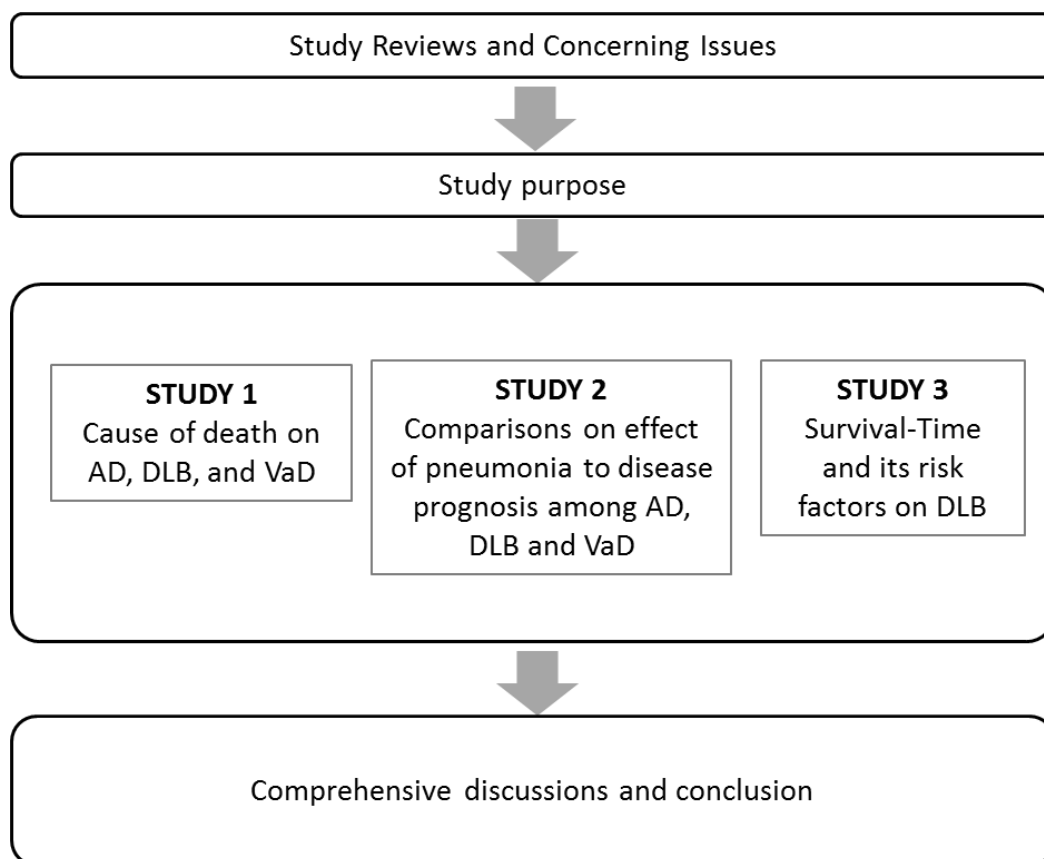 Study Reviews and Concerning Issues
Study purpose
STUDY 1
Cause of death on
AD, DLB, and VaD
STUDY 2
Comparisons on effect
of pneumonia to disease
prognosis among AD,
DLB and VaD
STUDY 3
Survival-Time
and its risk
factors on DLB
Comprehensive discussions and conclusion